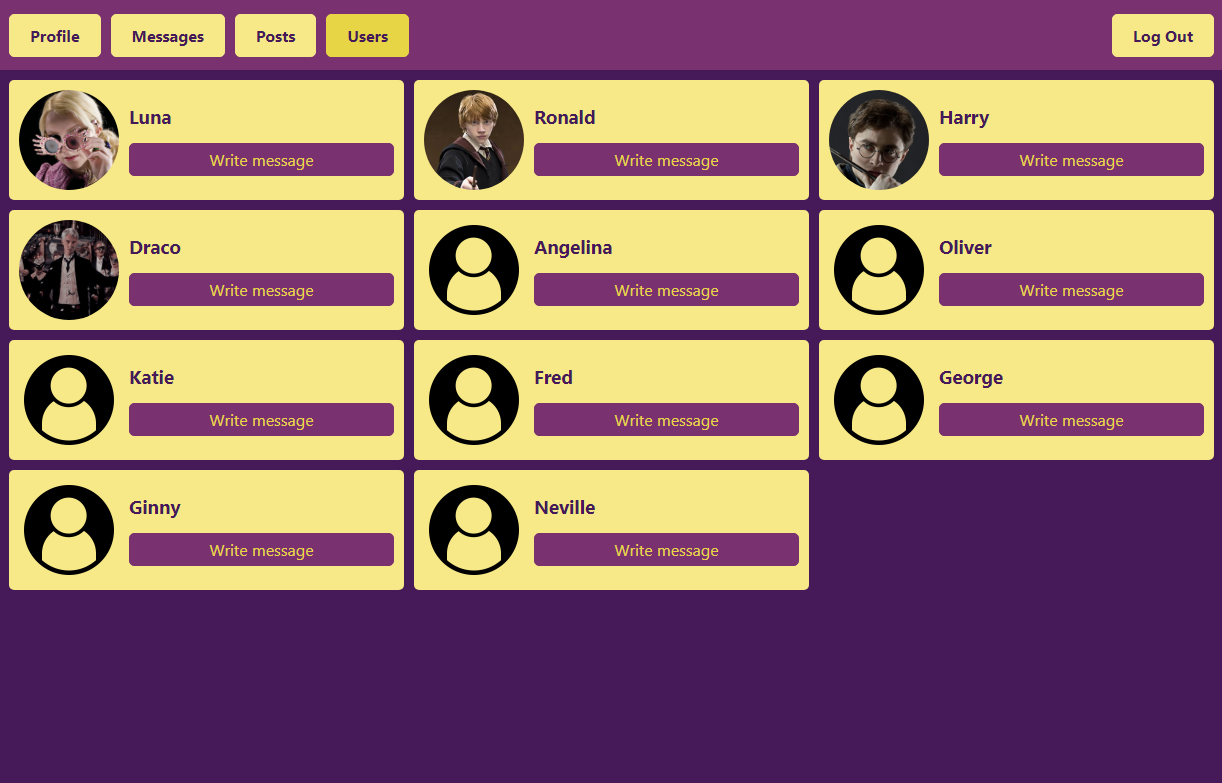 Profile Messages Posts Users Log Out
Luna
Write message
Ronald
Write message
Harry
Write message
Draco
Write message
Angelina
Write message
Oliver
Write message
Katie
Write message
Fred
Write message
George
Write message
Ginny
Write message
Neville
Write message